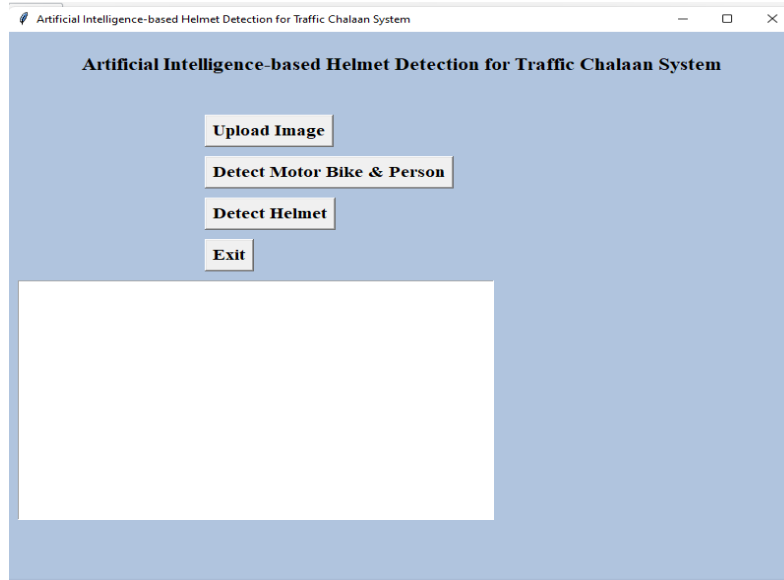 Artificial Intelligence-based Helmet Detection for Traffic Chalaan System
Artificial Intelligence-based Helmet Detection for Traffic Chalaan System
Upload Image
Detect Motor Bike & Person
Detect Helmet
Exit